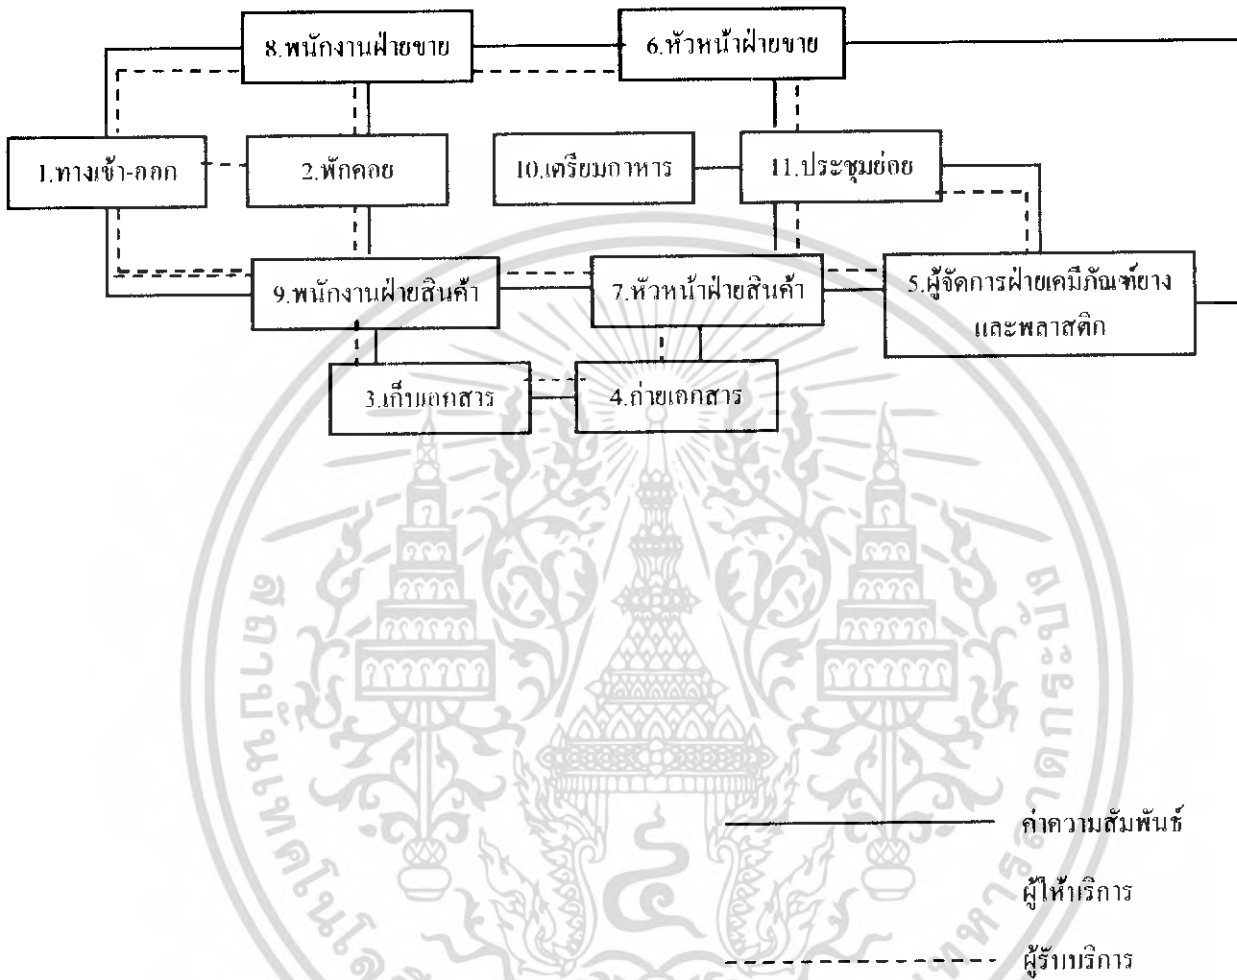 8.พนักงานฝ่ายขาย
6.หัวหน้าฝ่ายขาย
1.ทางเข้า-ออก
2.พักคอย
10.เตรียมอาหาร
11.ประชุมย่อย
9.พนักงานฝ่ายสินค้า
7.หัวหน้าฝ่ายสินค้า
5.ผู้จัดการฝ่ายเคมีภัณฑ์ยาง
และพลาสติก
3.เก็บเอกสาร
4.ถ่ายเอกสาร
ค่าความสัมพันธ์
ผู้ให้บริการ
ผู้รับบริการ